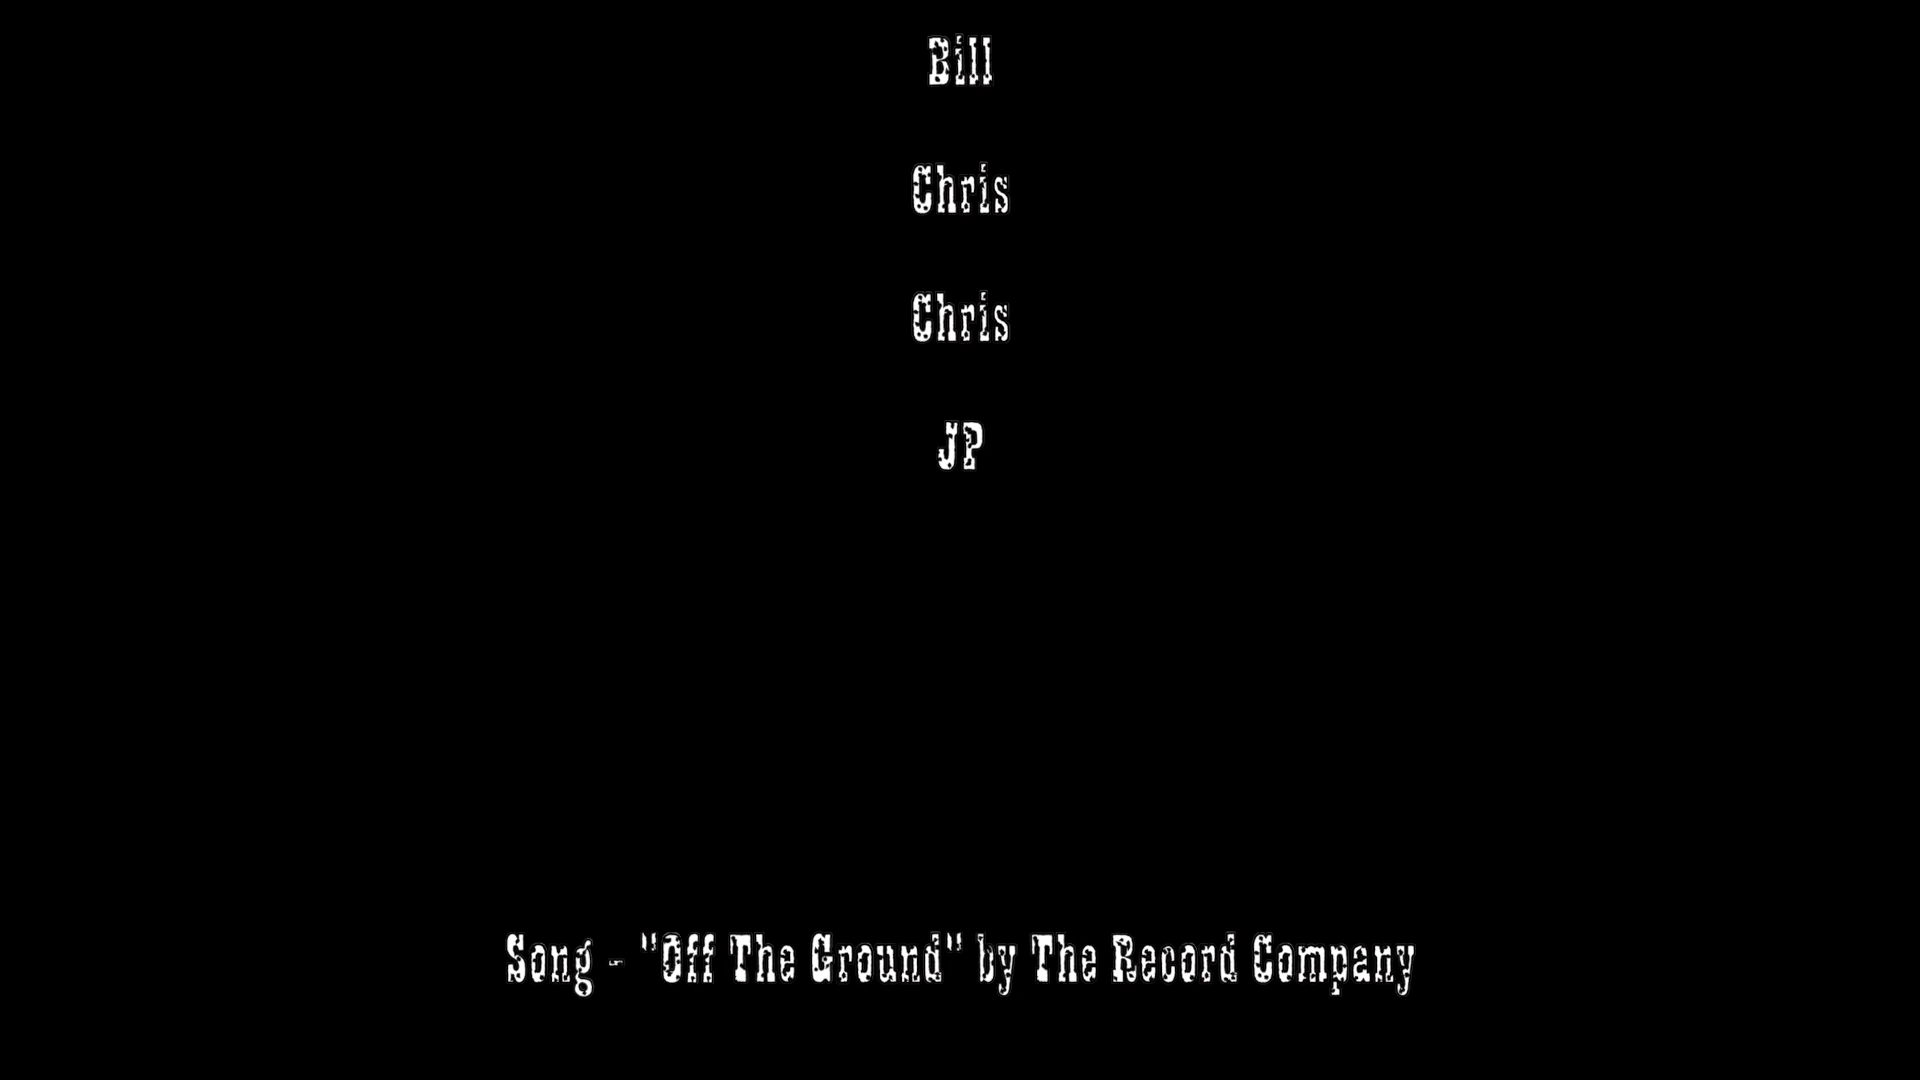 Bill
Chris
Chris
JP
Song - "Off The Ground" by The Record Company